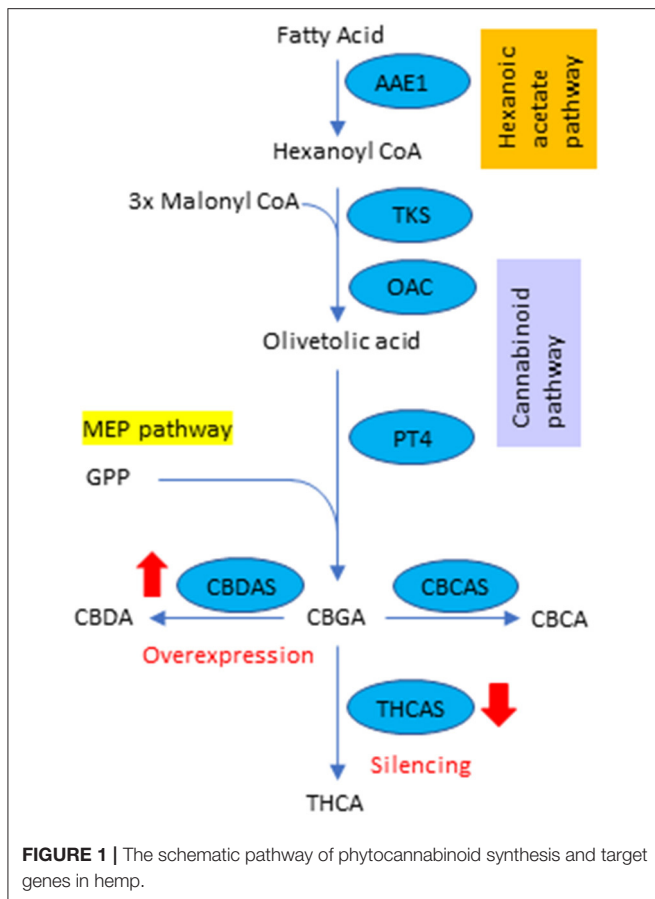 Fatty Acid
AAE1
Hexanoic
acetate
pathway
Hexanoyl CoA
3x Malonyl CoA
TKS
OAC
Olivetolic acid
Cannabinoid
pathway
MEP pathway
PT4
GPP
CBDAS
CBCAS
CBDA
CBGA
CBCA
Overexpression
THCAS
Silencing
THCA
FIGURE 1 | The schematic pathway of phytocannabinoid synthesis and target
genes in hemp.